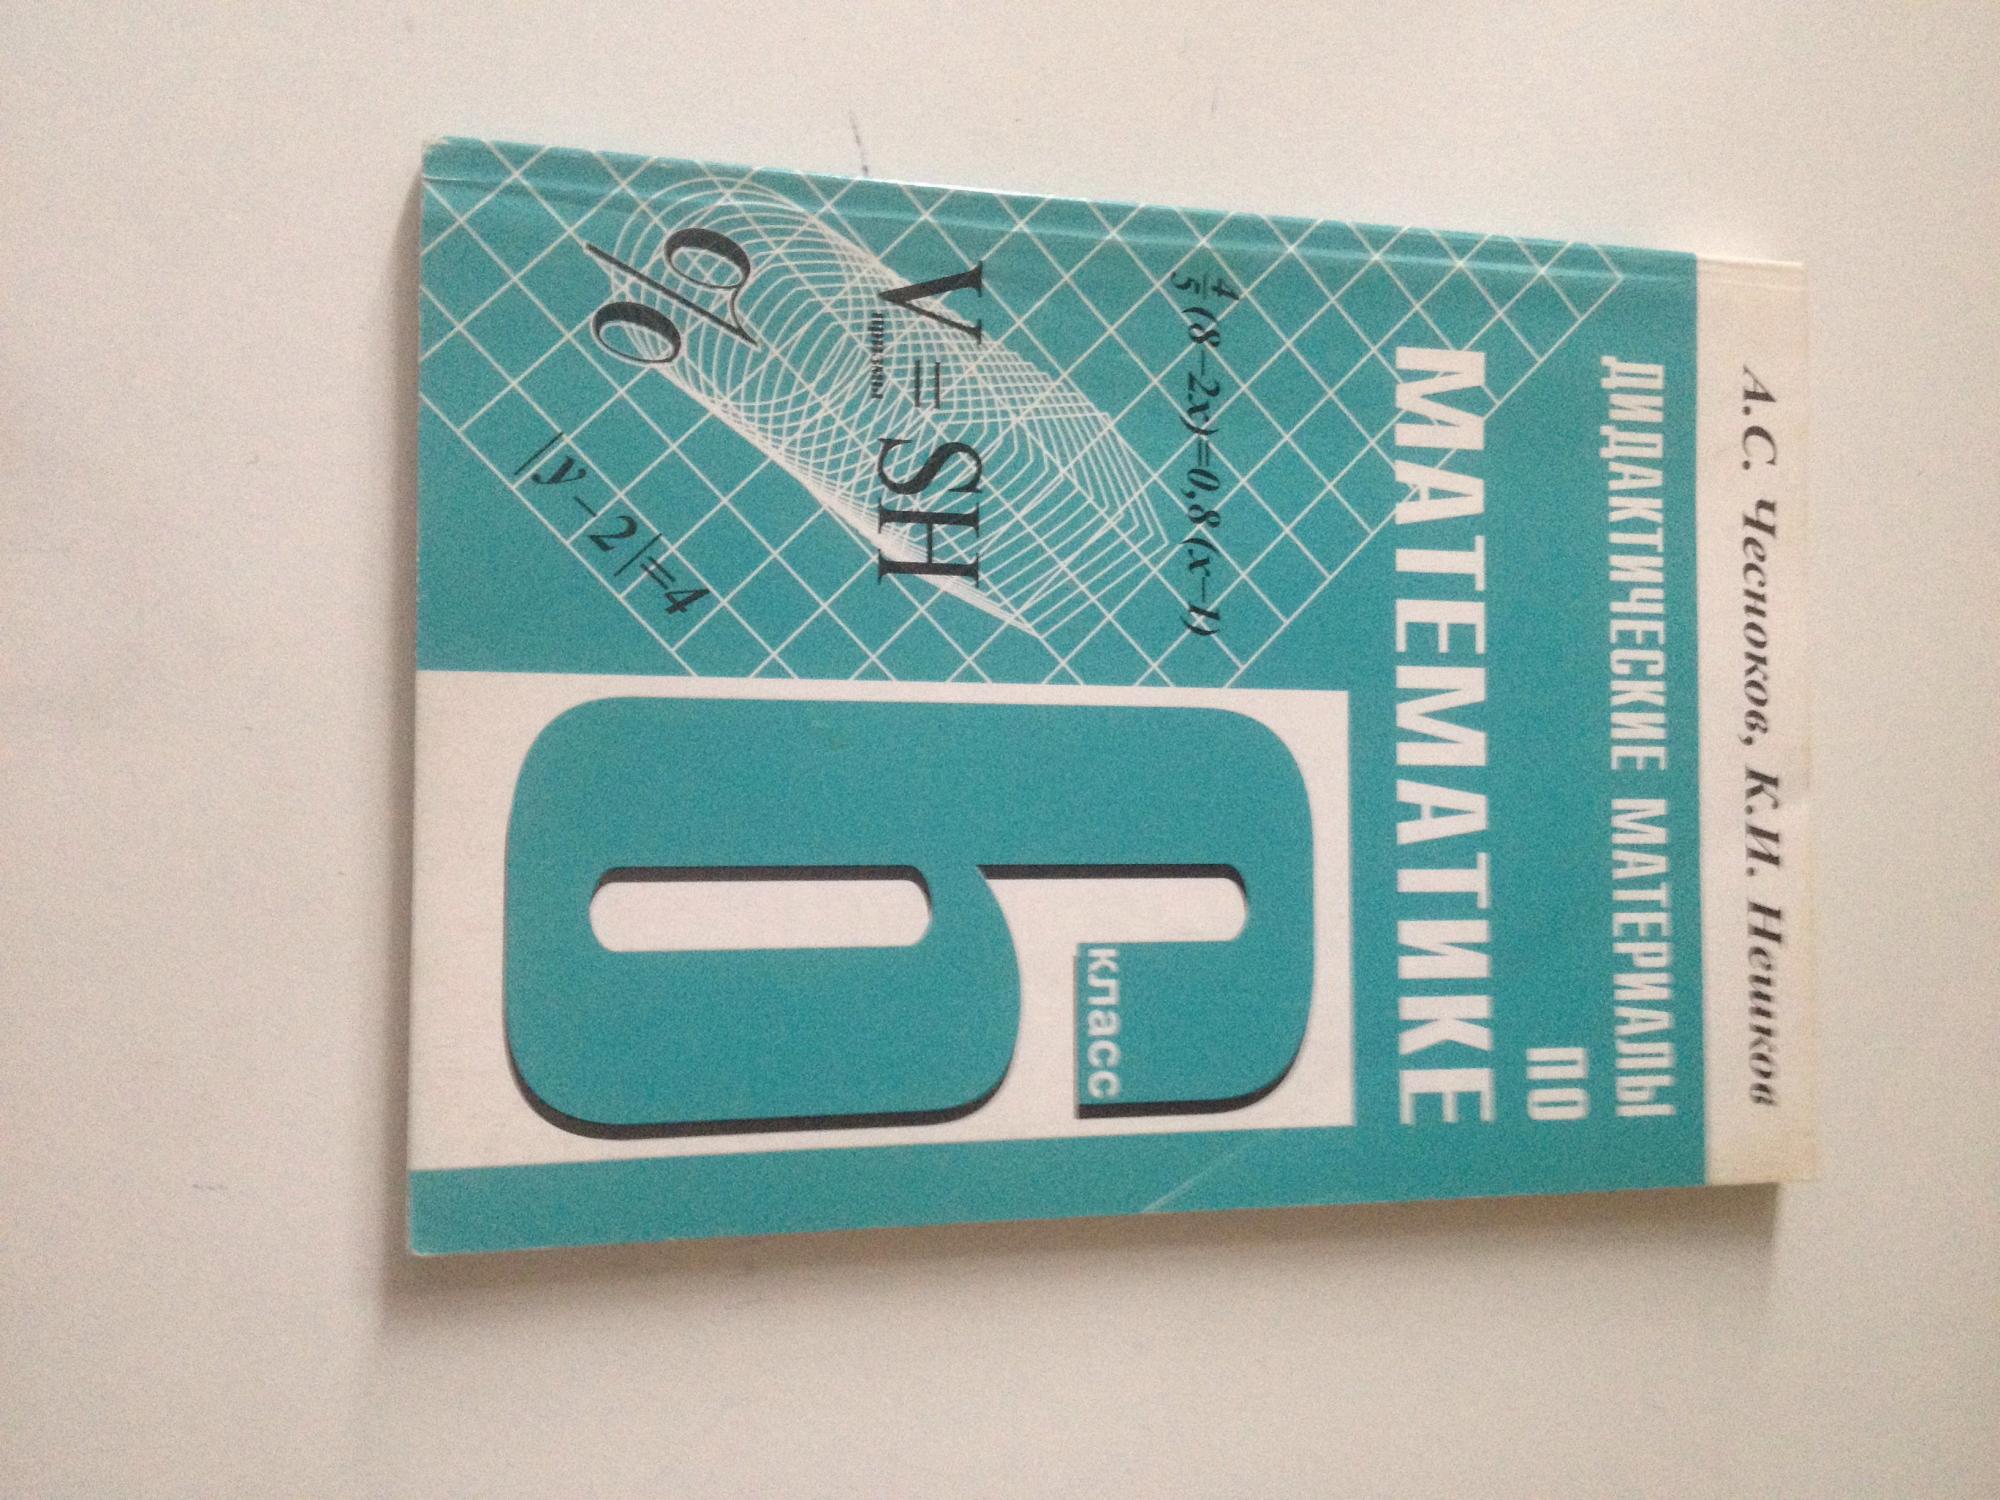 А.С. Чесноков, К.И. Нешков
ДИДАКТИЧЕСКИЕ МАТЕРИАЛЫ
ПО
МАТЕМАТИКЕ
4/5 (8–2x)=0,8(x–1)
класс
6
V призмы = SH
%
|y–2|=4